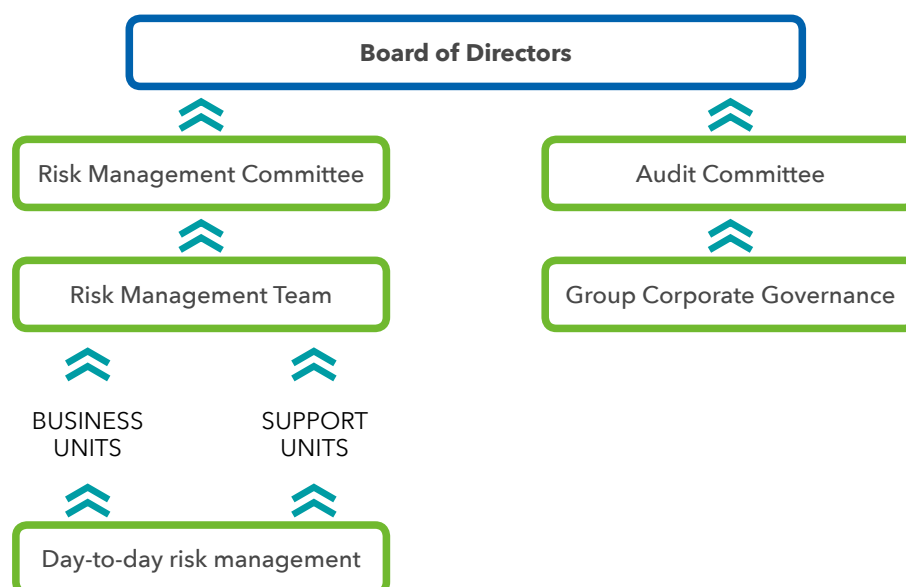 Board of Directors
Risk Management Committee
Audit Committee
Risk Management Team
Group Corporate Governance
BUSINESS
UNITS
SUPPORT
UNITS
Day-to-day risk management